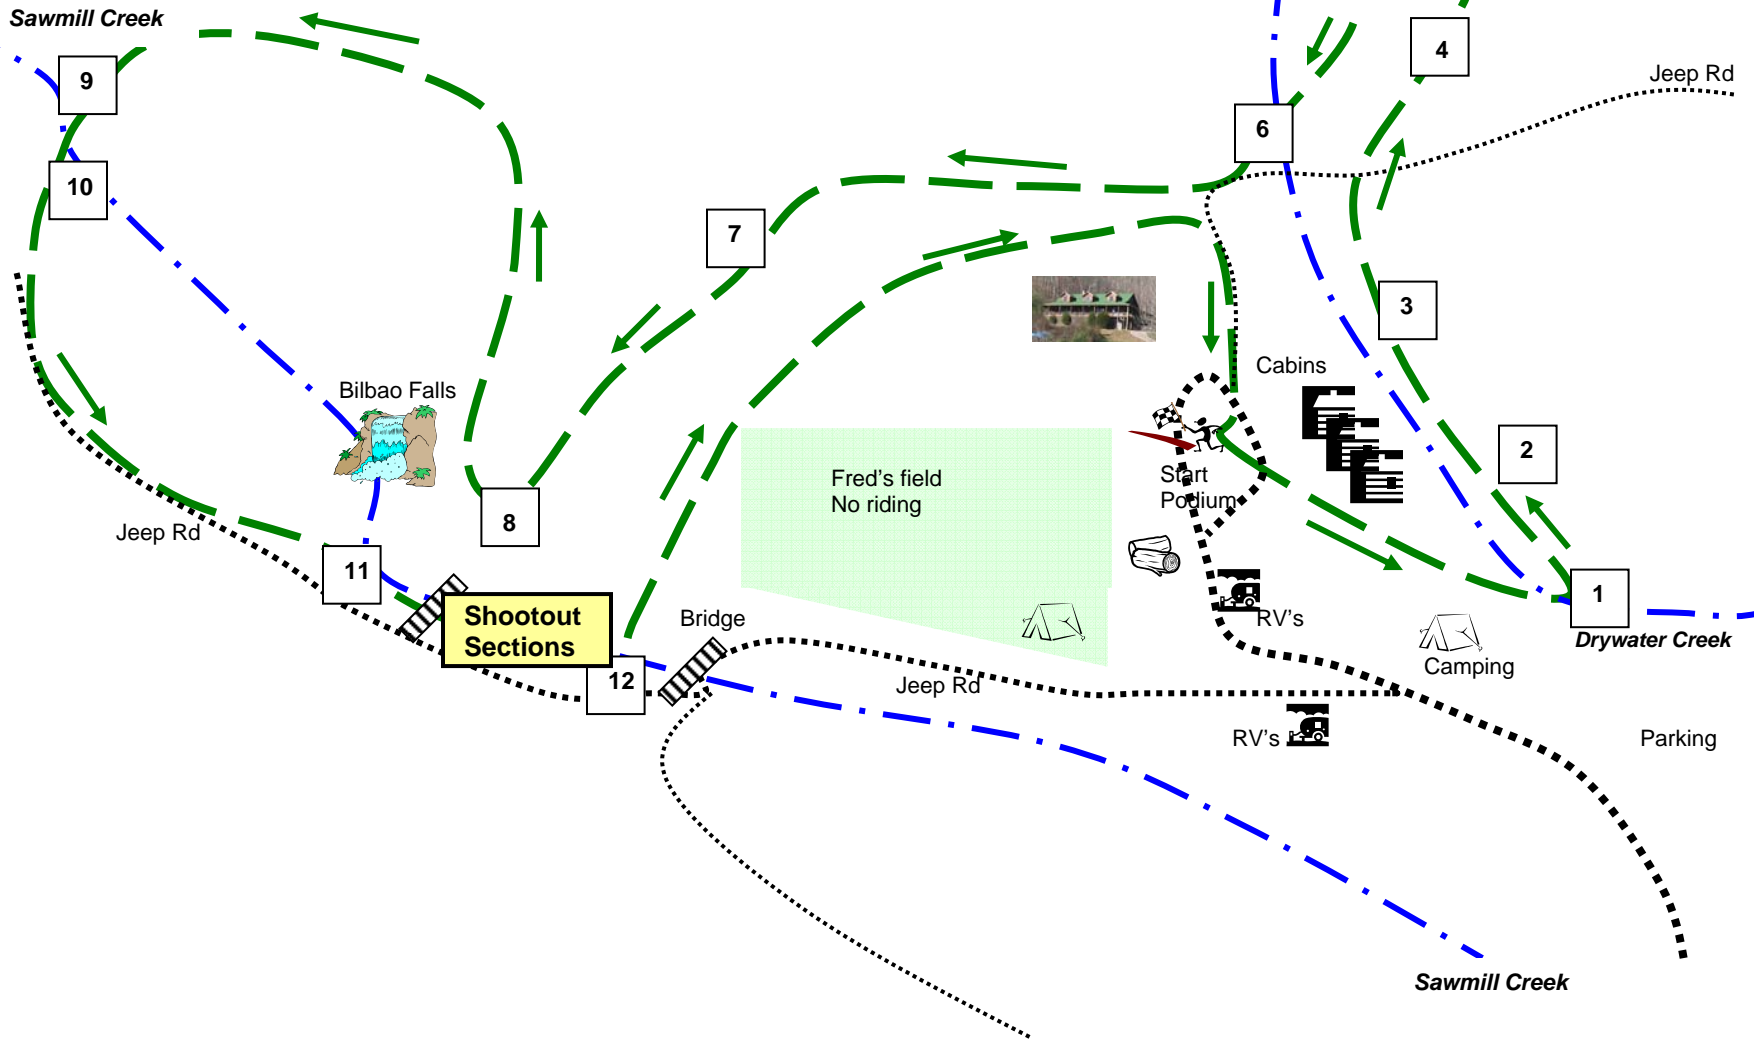 Sawmill Creek
4
Jeep Rd
9
6
10
7
3
Cabins
Bilbao Falls
2
Fred's field
No riding
Start
Podium
8
Jeep Rd
11
1
Shootout
Sections
Bridge
RV's
Drywater Creek
Camping
12
Jeep Rd
RV's
Parking
Sawmill Creek